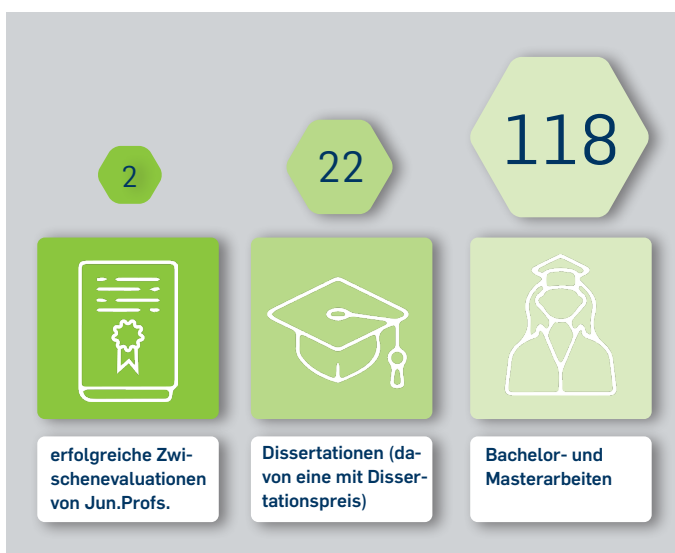 2
22
118
erfolgreiche Zwi-
schenevaluationen
von Jun.Profs.
Dissertationen (da-
von eine mit Disser-
tationspreis)
Bachelor- und
Masterarbeiten